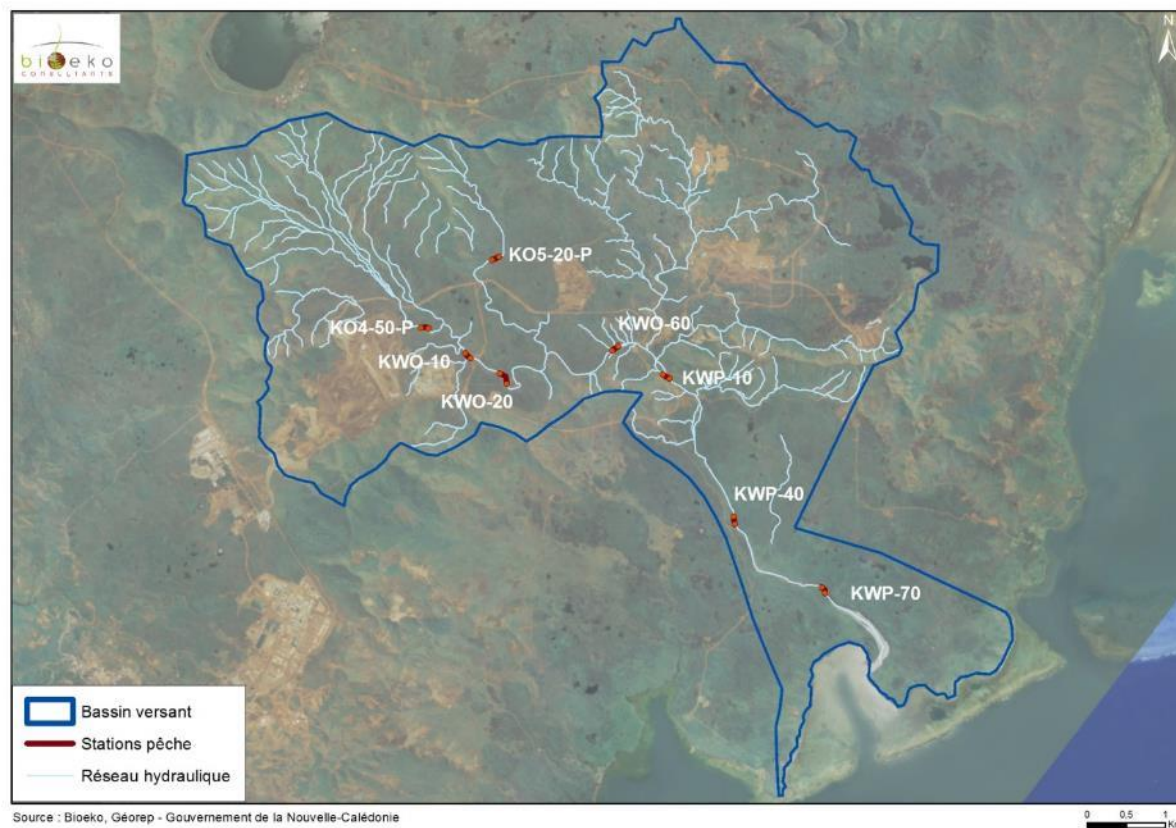 bioeko
CONSULTANTS
N
KO5-20-P
KO4-50-P
KWO-60
KWO-10
KWP-10
KWO-20
KWP-40
KWP-70
Bassin versant
Stations pêche
Réseau hydraulique
Source : Bioeko, Géorep - Gouvernement de la Nouvelle-Calédonie
0 0.5 1